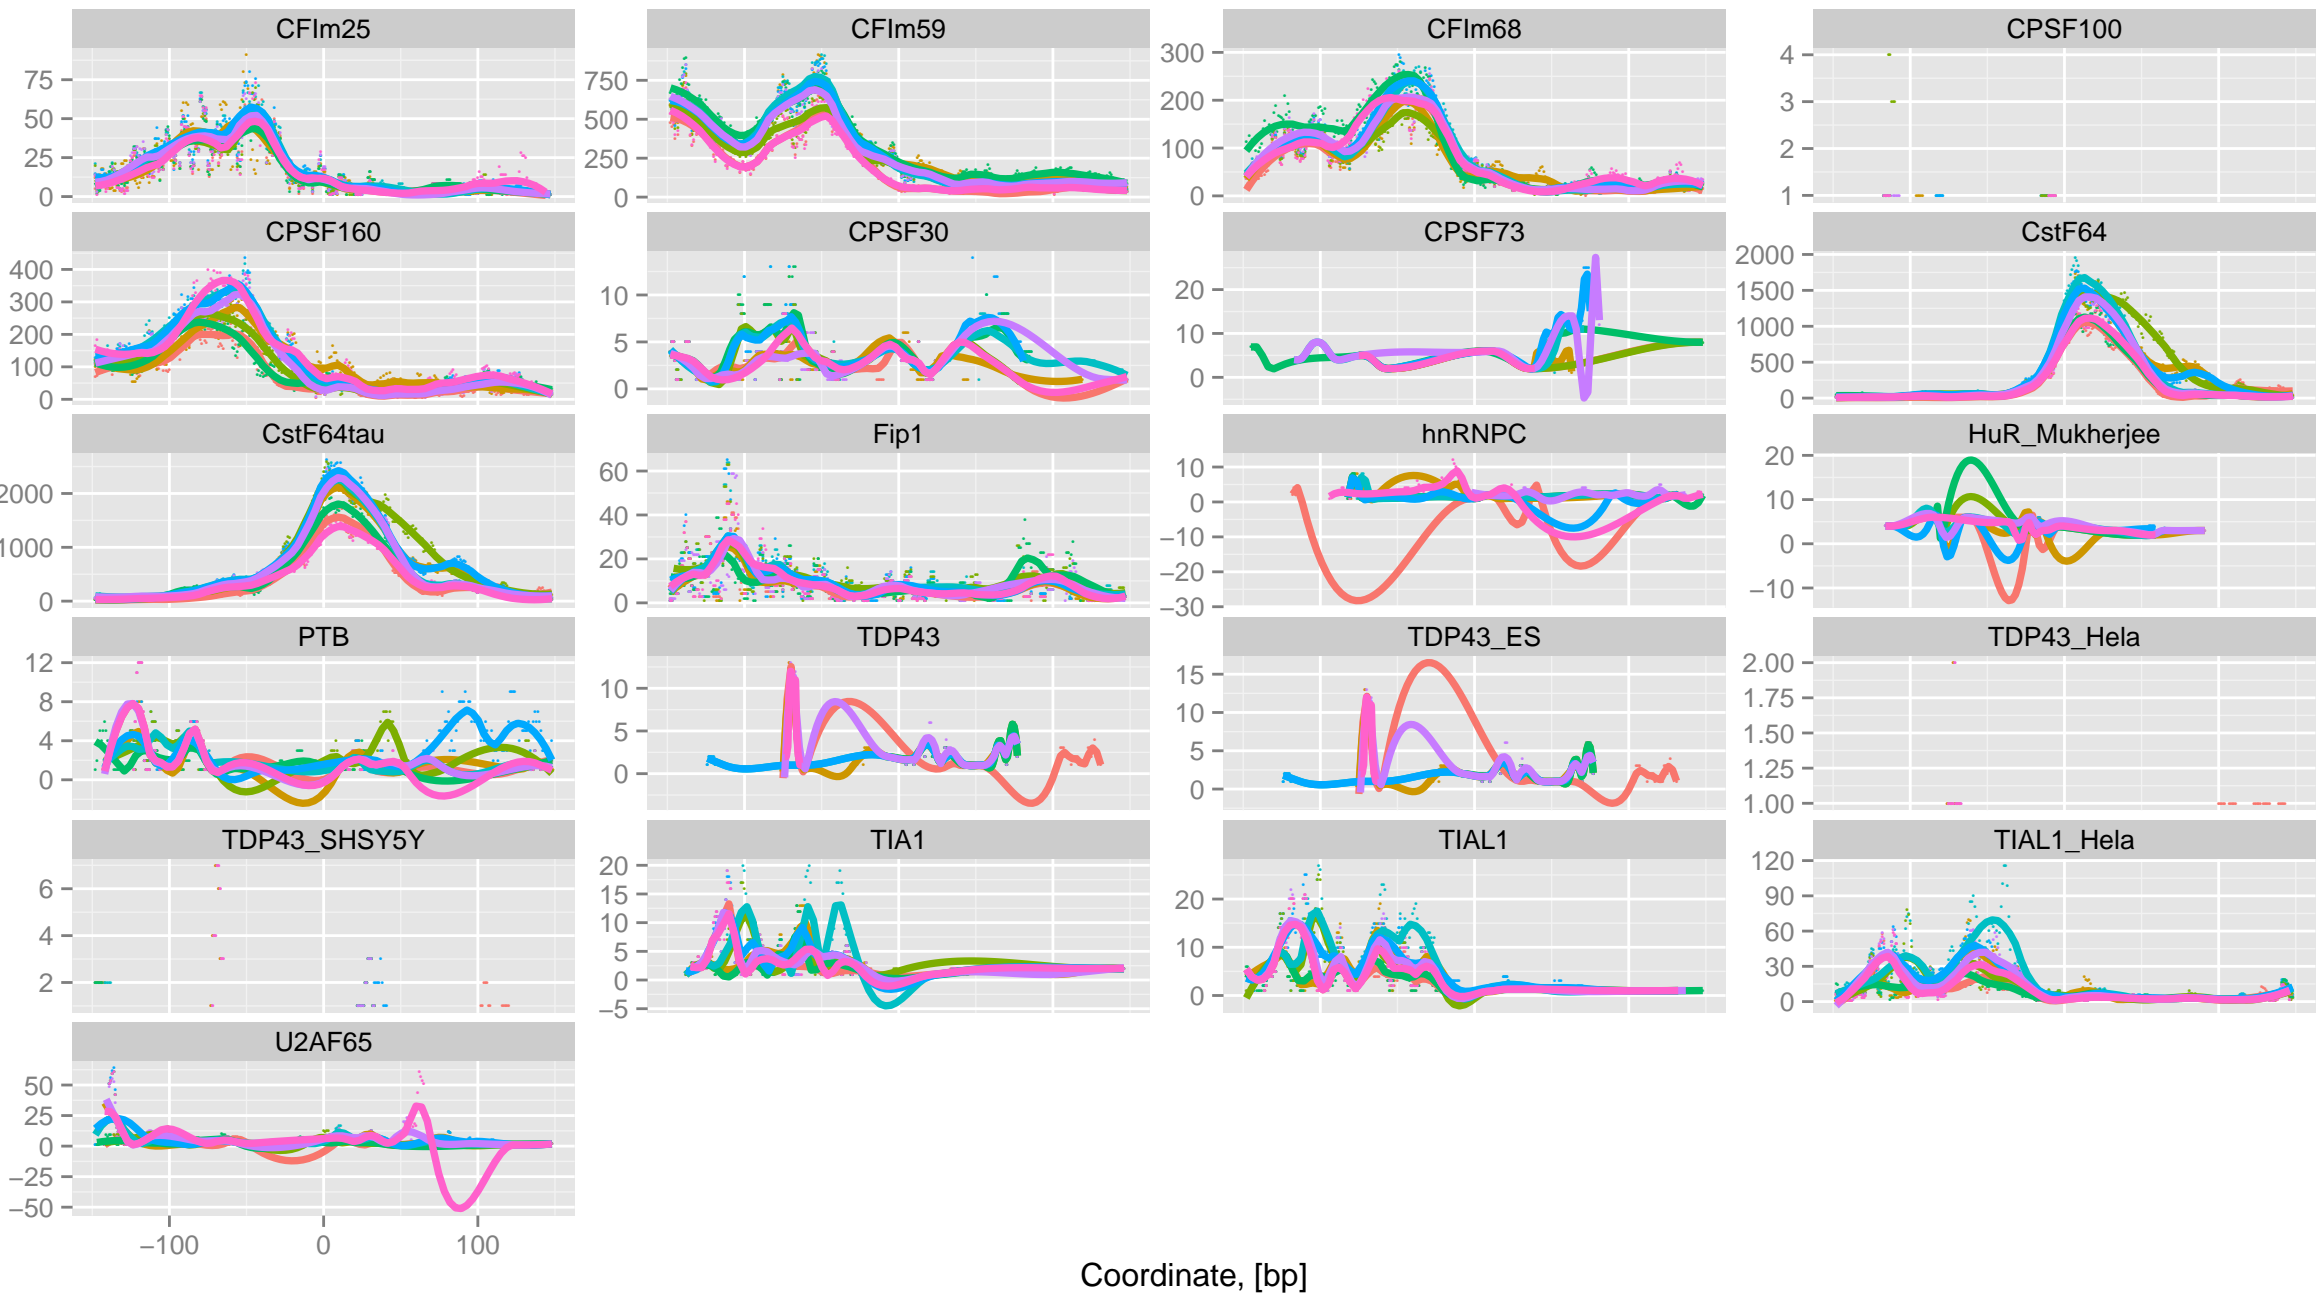 CFIm25 CFIm59 CFIm68 CPSF100
75 50 25 0
750 500 250 0
300 200 100 0
4 3 2 1
CPSF160 CPSF30 CPSF73 CstF64
400 300 200 100 0
10 5 0
20 10 0
2000 1500 1000 500 0
CstF64tau Fip1 hnRNPC HuR_Mukherjee
2000 1000 0
60 40 20 0
10 0 −10 −20 −30
20 10 0 −10
PTB TDP43 TDP43_ES TDP43_Hela
12 8 4 0
10 5 0
15 10 5 0
2.00 1.75 1.50 1.25 1.00
TDP43_SHSY5Y TIA1 TIAL1 TIAL1_Hela
6 4 2
20 15 10 5 0 −5
20 10 0
120 90 60 30 0
U2AF65
50 25 0 −25 −50
−100 0 100
Coordinate, [bp]